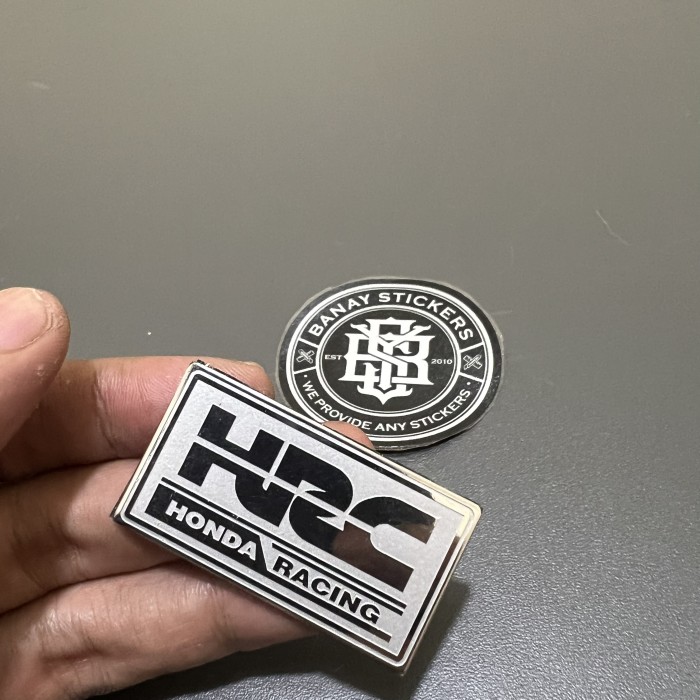 BANAY STICKERS
EST 2010
WE PROVIDE ANY STICKERS
HRC
HONDA RACING